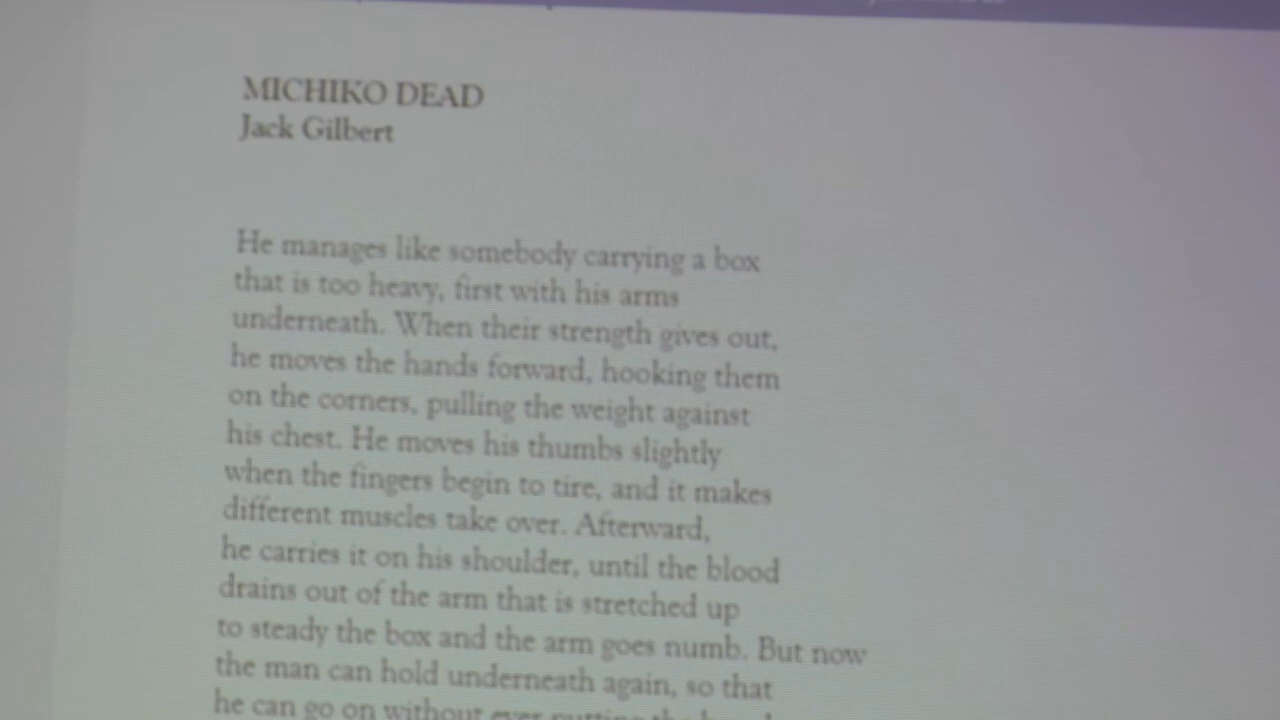 MICHIKO DEAD
Jack Gilbert
He manages like somebody carrying a box
that is too heavy, first with his arms
underneath. When their strength gives out,
he moves the hands forward, hooking them
on the corners, pulling the weight against
his chest. He moves his thumbs slightly
when the fingers begin to tire, and it makes
different muscles take over. Afterward,
he carries it on his shoulder, until the blood
drains out of the arm that is stretched up
to steady the box and the arm goes numb. But now
the man can hold underneath again, so that
he can go on without ever putting the